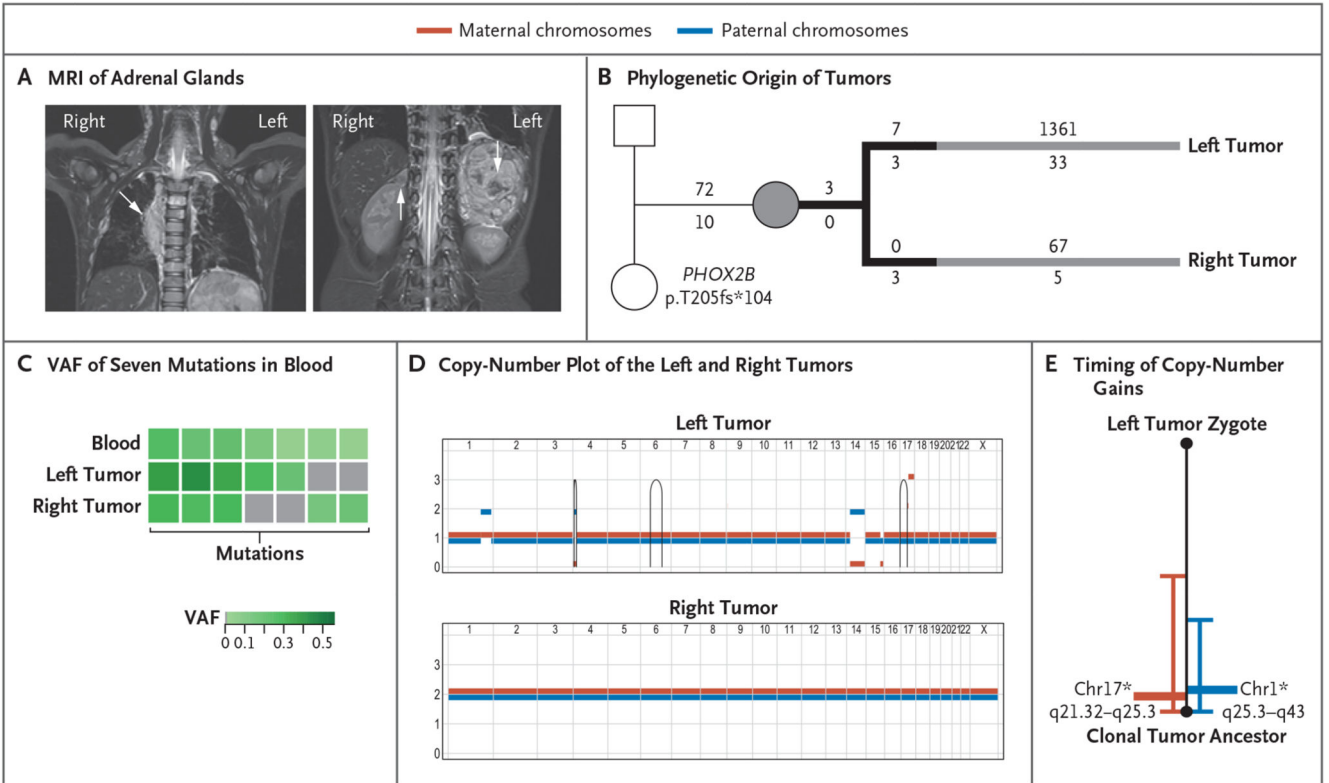 Maternal chromosomes
Paternal chromosomes
A MRI of Adrenal Glands
Right
Left
Right
Left
B Phylogenetic Origin of Tumors
72
10
3
0
7
3
1361
33
Left Tumor
0
3
67
5
Right Tumor
PHOX2B
p.T205fs*104
C VAF of Seven Mutations in Blood
Blood
Left Tumor
Right Tumor
Mutations
VAF
0 0.1 0.3 0.5
D Copy-Number Plot of the Left and Right Tumors
Left Tumor
1 2 3 4 5 6 7 8 9 10 11 12 13 14 15 16 17 18 19 20 21 22 X
3
2
1
0
Right Tumor
1 2 3 4 5 6 7 8 9 10 11 12 13 14 15 16 17 18 19 20 21 22 X
3
2
1
0
E Timing of Copy-Number
Gains
Left Tumor Zygote
Chr17*
q21.32–q25.3
Chr1*
q25.3–q43
Clonal Tumor Ancestor